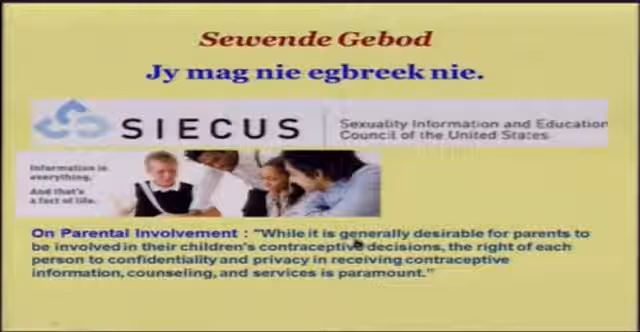 Sewende Gebod
Jy mag nie egbreek nie.
SIECUS
Sexuality Information and Education
Council of the United States
Information is
everything.
And that's
a fact of life.
On Parental Involvement : "While it is generally desirable for parents to
be involved in their children's contraceptive decisions, the right of each
person to confidentiality and privacy in receiving contraceptive
information, counseling, and services is paramount."